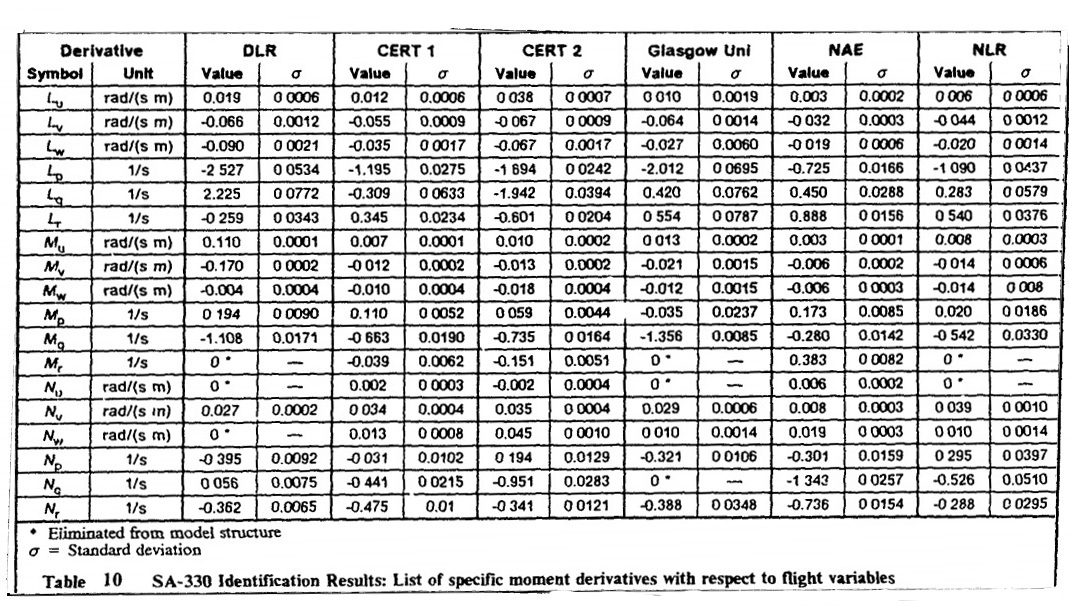 Derivative DLR CERT 1 CERT 2 Glasgow Uni NAE NLR
Symbol Unit Value σ Value σ Value σ Value σ Value σ Value σ
L_u rad/(s m) 0.019 0 0006 0.012 0.0006 0 038 0 0007 0 010 0.0019 0.003 0.0002 0 006 0 0006
L_v rad/(s m) -0.066 0.0012 -0.055 0.0009 -0 067 0 0009 -0.064 0 0014 -0 032 0.0003 -0 044 0 0012
L_w rad/(s m) -0.090 0 0021 -0.035 0 0017 -0.067 0.0017 -0.027 0.0060 -0 019 0 0006 -0.020 0 0014
L_p 1/s -2 527 0 0534 -1.195 0.0275 -1 694 0 0242 -2.012 0 0695 -0.725 0.0166 -1 090 0 0437
L_q 1/s 2.225 0 0772 -0.309 0 0633 -1.942 0.0394 0.420 0.0762 0.450 0.0288 0.283 0 0579
L_r 1/s -0 259 0 0343 0.345 0.0234 -0.601 0 0204 0 554 0 0787 0.888 0 0156 0 540 0 0376
M_u rad/(s m) 0.110 0.0001 0.007 0.0001 0.010 0.0002 0 013 0.0002 0.003 0 0001 0.008 0.0003
M_v rad/(s m) -0.170 0 0002 -0 012 0.0002 -0.013 0.0002 -0.021 0.0015 -0.006 0.0002 -0 014 0 0006
M_w rad/(s m) -0.004 0.0004 -0.010 0.0004 -0.018 0.0004 -0.012 0.0015 -0.006 0 0003 -0.014 0 008
M_p 1/s 0 194 0 0090 0.110 0 0052 0 059 0.0044 -0.035 0.0237 0.173 0.0085 0,020 0 0186
M_q 1/s -1.108 0.0171 -0 663 0.0190 -0.735 0 0164 -1.356 0.0085 -0.280 0.0142 -0 542 0.0330
M_r 1/s 0 * — -0.039 0.0062 -0.151 0.0051 0 * — 0.383 0 0082 0 * —
N_u rad/(s m) 0 * — 0.002 0 0003 -0.002 0.0004 0 * — 0.006 0.0002 0 * —
N_v rad/(s m) 0.027 0.0002 0 034 0.0004 0.035 0 0004 0.029 0.0006 0.008 0.0003 0 039 0 0010
N_w rad/(s m) 0 * — 0.013 0 0008 0.045 0 0010 0 010 0.0014 0.019 0 0003 0 010 0 0014
N_p 1/s -0 395 0.0092 -0 031 0.0102 0 194 0.0129 -0.321 0 0106 -0.301 0.0159 0 295 0 0397
N_q 1/s 0 056 0.0075 -0 441 0 0215 -0.951 0.0283 0 * — -1 343 0 0257 -0.526 0.0510
N_r 1/s -0.362 0.0065 -0.475 0.01 -0 341 0 0121 -0.388 0 0348 -0.736 0 0154 -0 288 0 0295
* Eliminated from model structure
σ = Standard deviation
Table 10 SA-330 Identification Results: List of specific moment derivatives with respect to flight variables